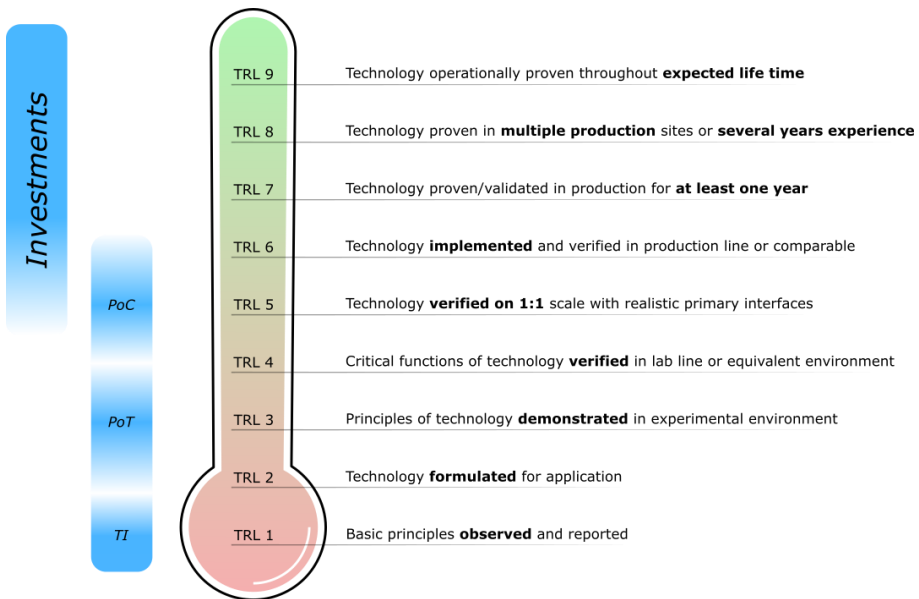 Investments
PoC
PoT
TI
TRL 9 Technology operationally proven throughout expected life time
TRL 8 Technology proven in multiple production sites or several years experience
TRL 7 Technology proven/validated in production for at least one year
TRL 6 Technology implemented and verified in production line or comparable
TRL 5 Technology verified on 1:1 scale with realistic primary interfaces
TRL 4 Critical functions of technology verified in lab line or equivalent environment
TRL 3 Principles of technology demonstrated in experimental environment
TRL 2 Technology formulated for application
TRL 1 Basic principles observed and reported